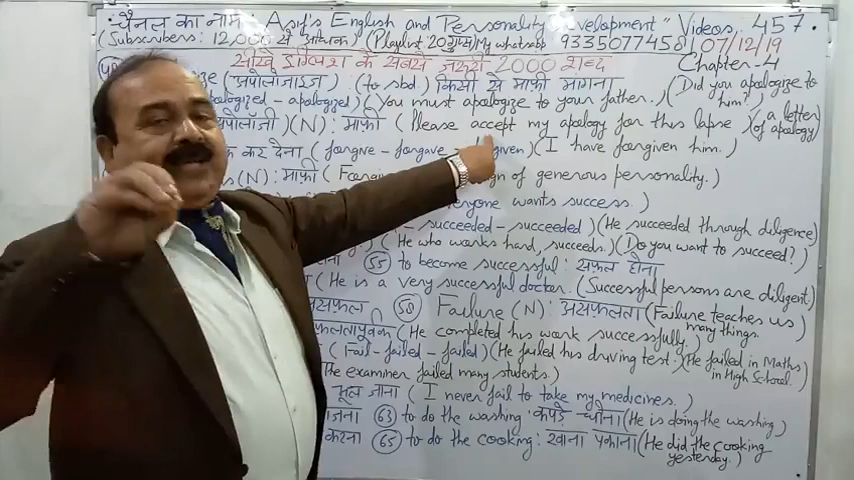 चैनल का नाम "Asif's English and Personality Development" Videos. 457.
(Subscribers: 12,000 से अधिक) (Playlist 20 ग्रुप्स) My whatsapp 9335077458 07/12/19
सीखें इंग्लिश के सबसे जरूरी 2000 शब्द Chapter-4
(अपोलोजाइज) : (to sbd) किसी से माफ़ी मांगना (Did you apologize to him?)
apologized - apologized) (You must apologize to your father.)
(N) : माफ़ी (Please accept my apology for this lapse) (a letter of apology)
कर देना (forgive - forgave - forgiven) (I have forgiven him.)
(N) : माफ़ी ( sign of generous personality.)
everyone wants success.)
- succeeded - succeeded) (He succeeded through diligence)
(He who works hard, succeeds.) (Do you want to succeed?)
55 to become successful : सफल होना
(He is a very successful doctor. (Successful persons are diligent.)
असफ़ल 58 Failure (N) : असफलता (Failure teaches us many things.)
(He completed his work successfully.)
(Fail - failed - failed) (He failed his driving test.) (He failed in Maths in High School.)
The examiner failed many students.)
भूल जाना (I never fail to take my medicines.)
63 to do the washing कपड़े धोना (He is doing the washing)
करना 65 to do the cooking : खाना पकाना (He did the cooking yesterday.)